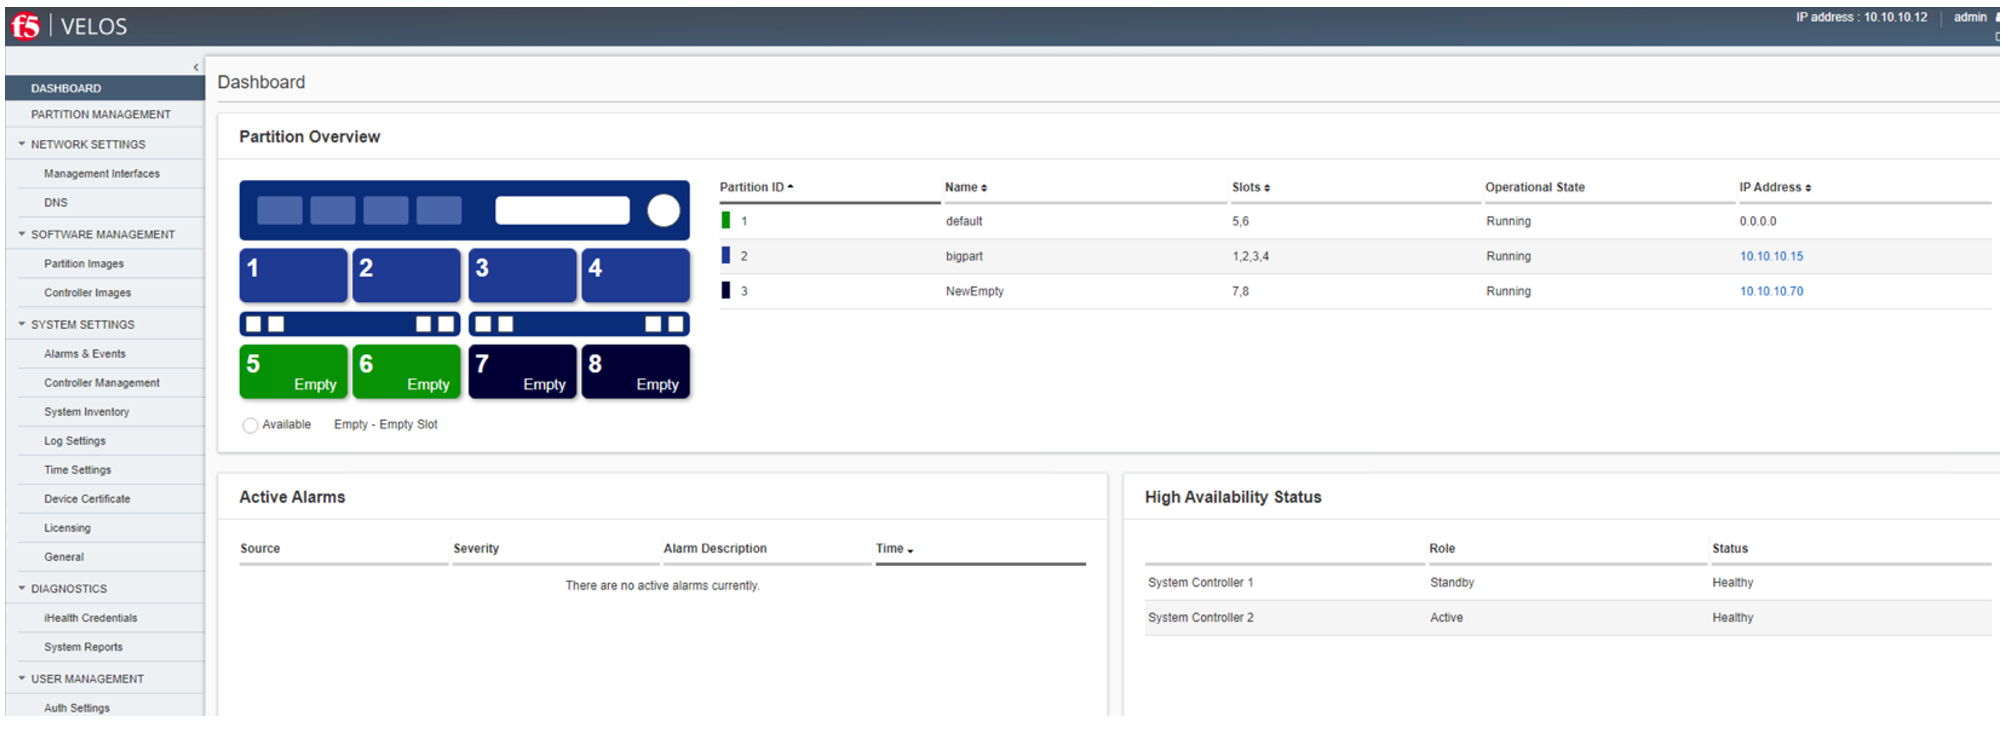 f5 VELOS
IP address : 10.10.10.12 admin
DASHBOARD
PARTITION MANAGEMENT
NETWORK SETTINGS
Management Interfaces
DNS
SOFTWARE MANAGEMENT
Partition Images
Controller Images
SYSTEM SETTINGS
Alarms & Events
Controller Management
System Inventory
Log Settings
Time Settings
Device Certificate
Licensing
General
DIAGNOSTICS
iHealth Credentials
System Reports
USER MANAGEMENT
Auth Settings
Dashboard
Partition Overview
1 2 3 4
5 Empty 6 Empty 7 Empty 8 Empty
Available Empty - Empty Slot
Partition ID Name Slots Operational State IP Address
1 default 5,6 Running 0.0.0.0
2 bigpart 1,2,3,4 Running 10.10.10.15
3 NewEmpty 7,8 Running 10.10.10.70
Active Alarms
Source Severity Alarm Description Time
There are no active alarms currently.
High Availability Status
Role Status
System Controller 1 Standby Healthy
System Controller 2 Active Healthy